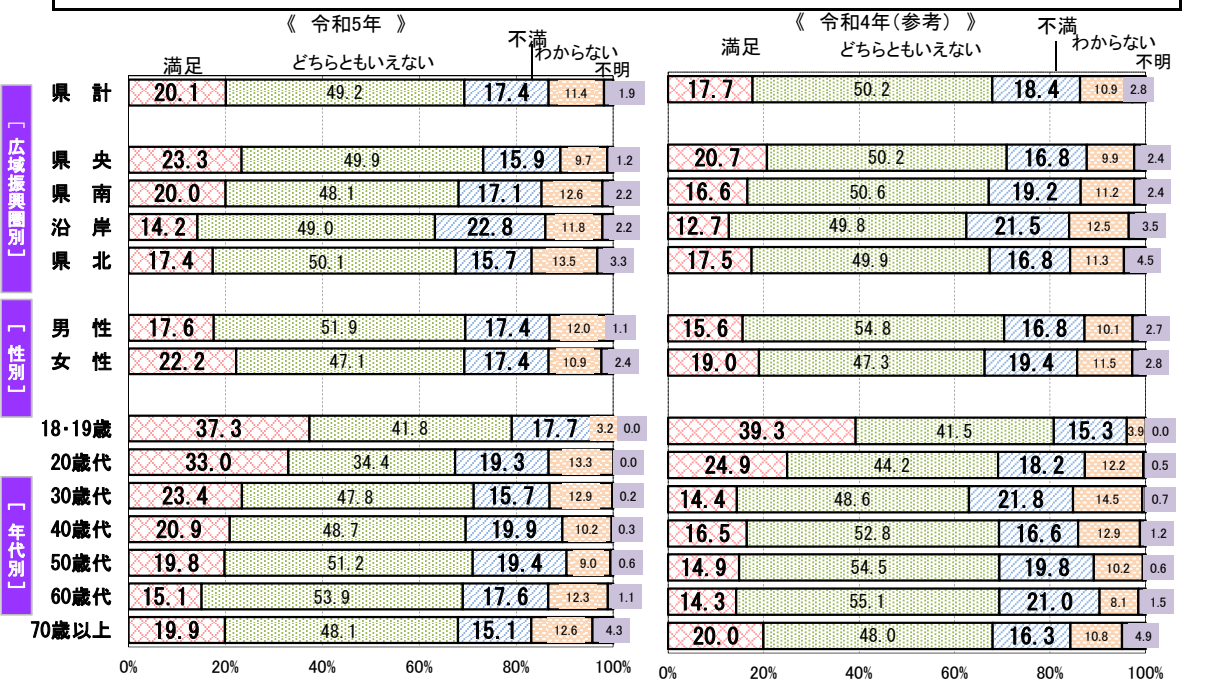 《 令和5年 》
満足 どちらともいえない 不満 わからない 不明
県 計 20.1 49.2 17.4 11.4 1.9
[ 広域振興圏別 ]
県 央 23.3 49.9 15.9 9.7 1.2
県 南 20.0 48.1 17.1 12.6 2.2
沿 岸 14.2 49.0 22.8 11.8 2.2
県 北 17.4 50.1 15.7 13.5 3.3
[ 性別 ]
男 性 17.6 51.9 17.4 12.0 1.1
女 性 22.2 47.1 17.4 10.9 2.4
[ 年代別 ]
18・19歳 37.3 41.8 17.7 3.2 0.0
20歳代 33.0 34.4 19.3 13.3 0.0
30歳代 23.4 47.8 15.7 12.9 0.2
40歳代 20.9 48.7 19.9 10.2 0.3
50歳代 19.8 51.2 19.4 9.0 0.6
60歳代 15.1 53.9 17.6 12.3 1.1
70歳以上 19.9 48.1 15.1 12.6 4.3
0% 20% 40% 60% 80% 100%
《 令和4年(参考) 》
満足 どちらともいえない 不満 わからない 不明
17.7 50.2 18.4 10.9 2.8
20.7 50.2 16.8 9.9 2.4
16.6 50.6 19.2 11.2 2.4
12.7 49.8 21.5 12.5 3.5
17.5 49.9 16.8 11.3 4.5
15.6 54.8 16.8 10.1 2.7
19.0 47.3 19.4 11.5 2.8
39.3 41.5 15.3 3.9 0.0
24.9 44.2 18.2 12.2 0.5
14.4 48.6 21.8 14.5 0.7
16.5 52.8 16.6 12.9 1.2
14.9 54.5 19.8 10.2 0.6
14.3 55.1 21.0 8.1 1.5
20.0 48.0 16.3 10.8 4.9
0% 20% 40% 60% 80% 100%